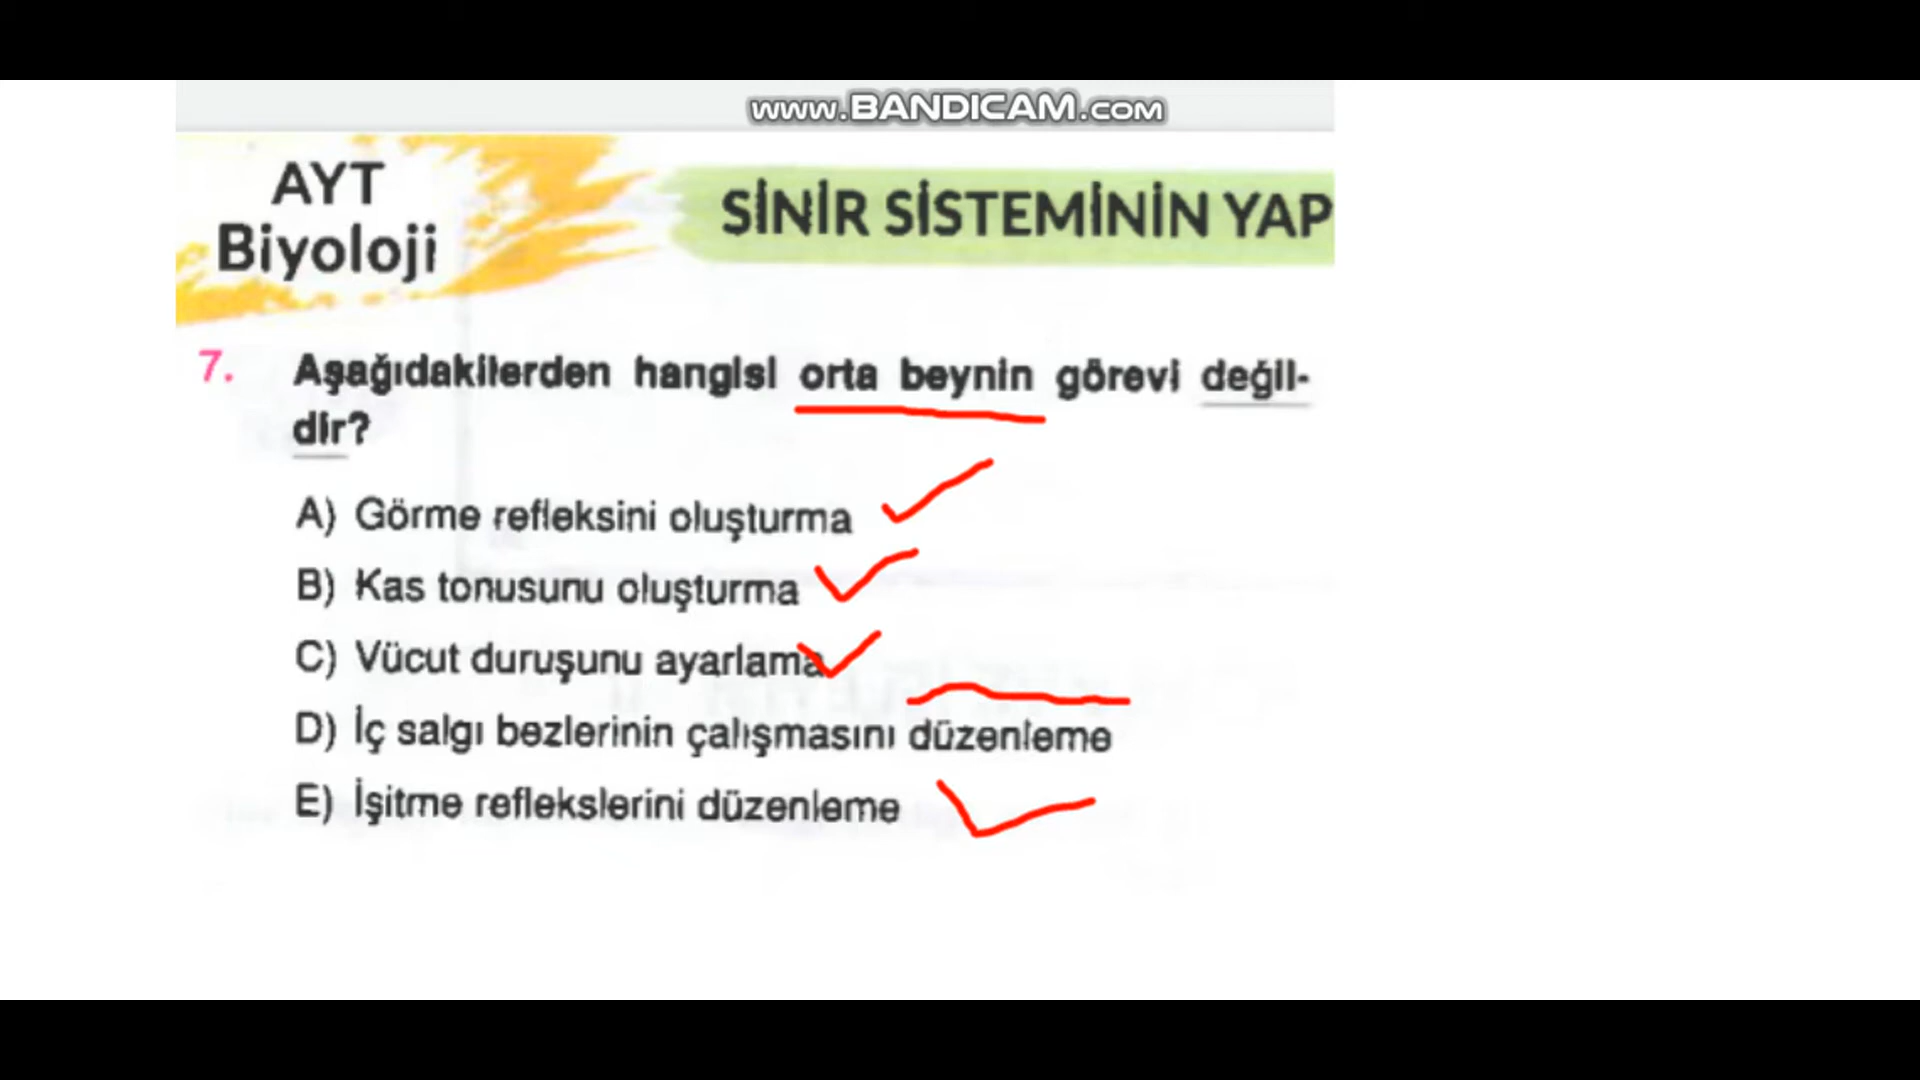 www.BANDICAM.com
AYT
Biyoloji
SİNİR SİSTEMİNİN YAP
7. Aşağıdakilerden hangisi orta beynin görevi değil-
dir?
A) Görme refleksini oluşturma
B) Kas tonusunu oluşturma
C) Vücut duruşunu ayarlama
D) İç salgı bezlerinin çalışmasını düzenleme
E) İşitme reflekslerini düzenleme